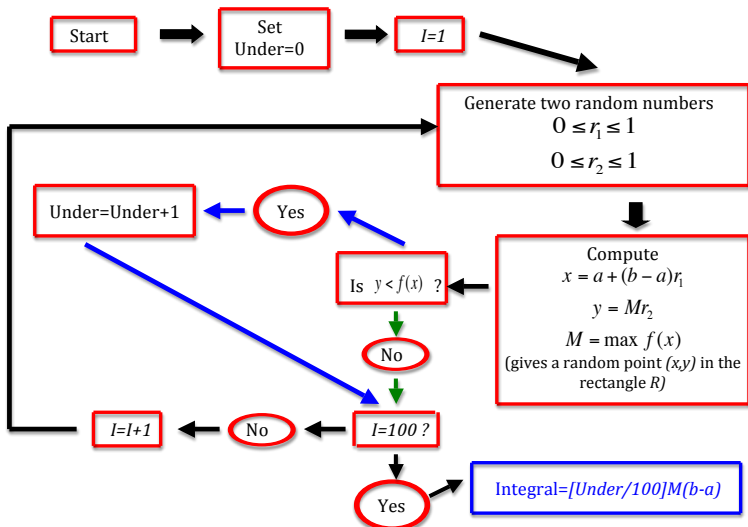 Start
Set
Under=0
I=1
Generate two random numbers
0 ≤ r₁ ≤ 1
0 ≤ r₂ ≤ 1
Under=Under+1
Yes
Is y < f(x) ?
Compute
x = a + (b − a)r₁
y = Mr₂
M = max f(x)
(gives a random point (x,y) in the
rectangle R)
No
I=I+1
No
I=100 ?
Yes
Integral=[Under/100]M(b-a)